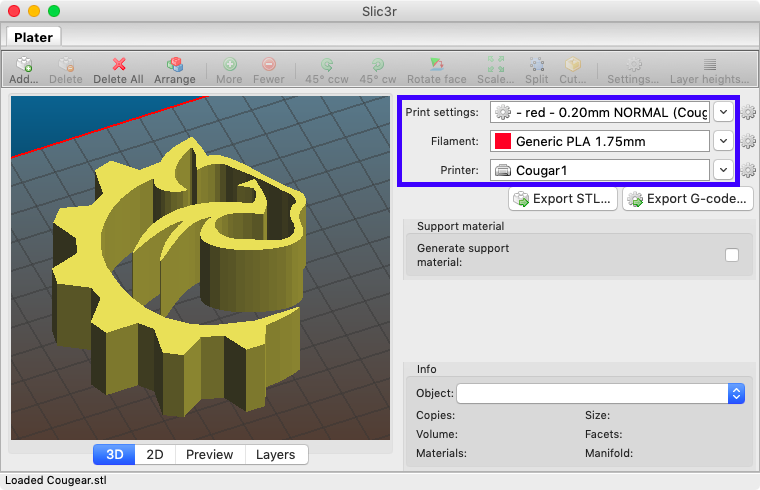 Slic3r
Plater
Add... Delete Delete All Arrange More Fewer 45° ccw 45° cw Rotate face Scale... Split Cut... Settings... Layer heights...
Print settings: - red - 0.20mm NORMAL (Coug
Filament: Generic PLA 1.75mm
Printer: Cougar1
Export STL... Export G-code...
Support material
Generate support
material:
Info
Object:
Copies: Size:
Volume: Facets:
Materials: Manifold:
3D 2D Preview Layers
Loaded Cougear.stl